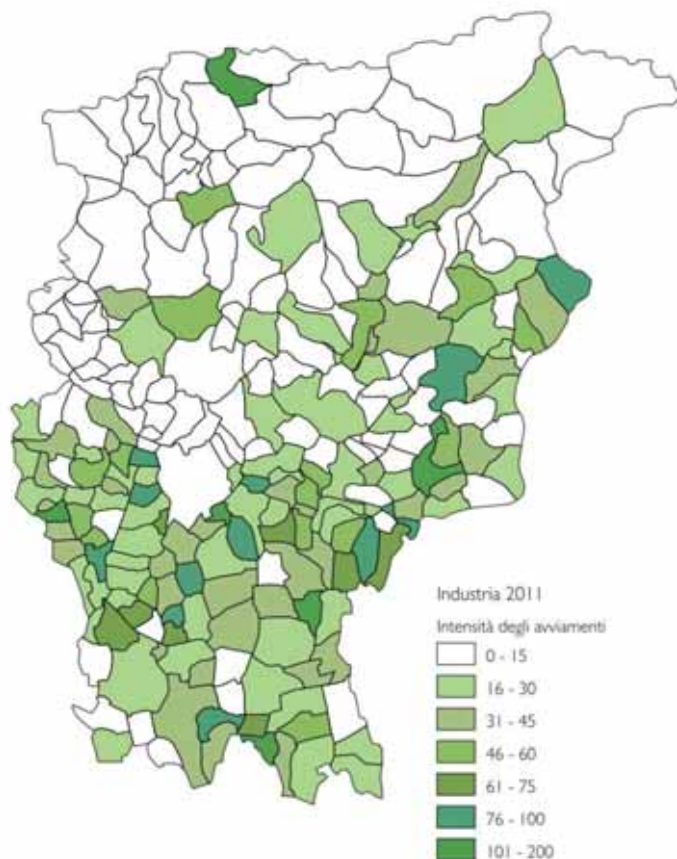 Industria 2011
Intensità degli avviamenti
0 - 15
16 - 30
31 - 45
46 - 60
61 - 75
76 - 100
101 - 200